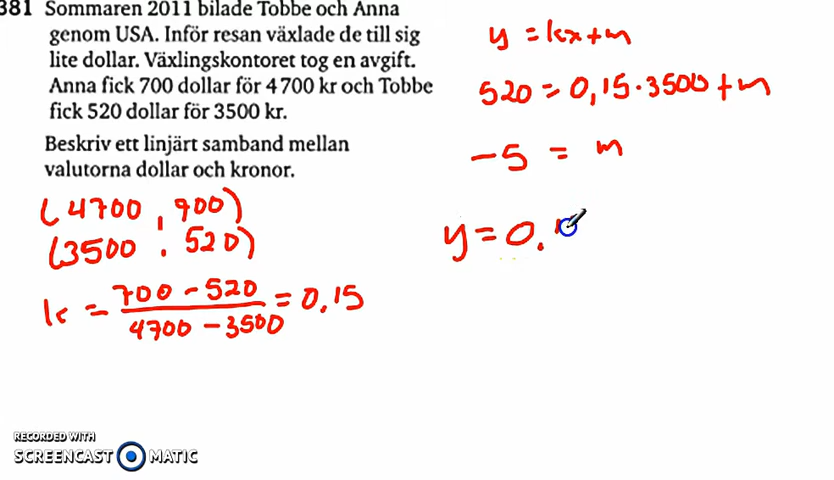 381 Sommaren 2011 bilade Tobbe och Anna
genom USA. Inför resan växlade de till sig
lite dollar. Växlingskontoret tog en avgift.
Anna fick 700 dollar för 4 700 kr och Tobbe
fick 520 dollar för 3500 kr.
Beskriv ett linjärt samband mellan
valutorna dollar och kronor.
(4700, 700)
(3500, 520)
k = 700 - 520 / 4700 - 3500 = 0.15
y = kx+m
520 = 0,15·3500+m
-5 = m
y = 0.1
RECORDED WITH
SCREENCAST MATIC